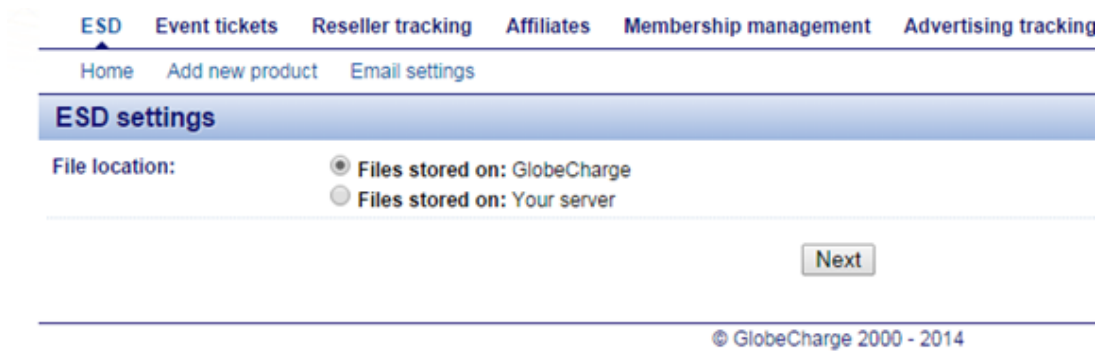 ESD Event tickets Reseller tracking Affiliates Membership management Advertising tracking
Home Add new product Email settings
ESD settings
File location: Files stored on: GlobeCharge
Files stored on: Your server
Next
© GlobeCharge 2000 - 2014